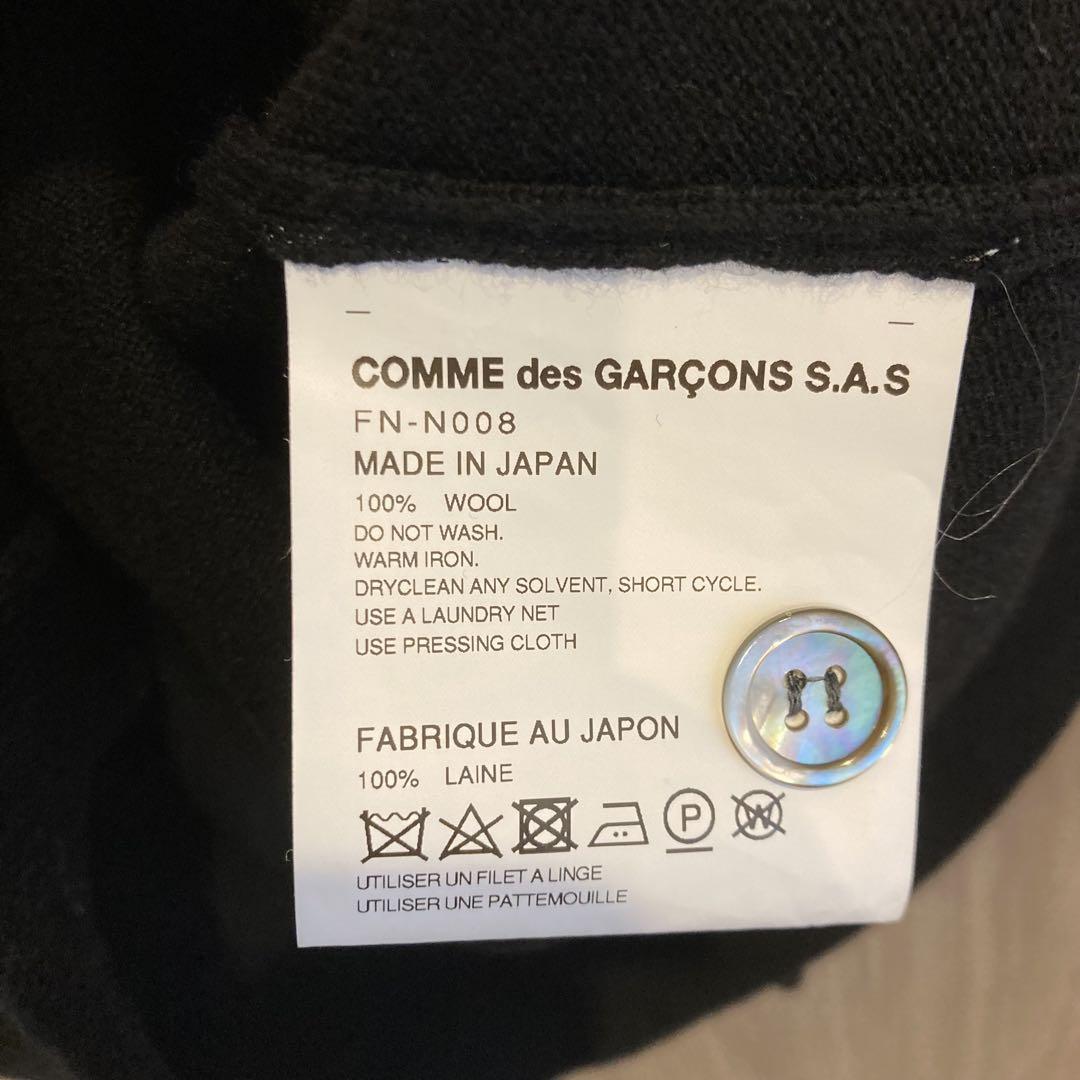 COMME des GARÇONS S.A.S
FN-N008
MADE IN JAPAN
100% WOOL
DO NOT WASH.
WARM IRON.
DRYCLEAN ANY SOLVENT, SHORT CYCLE.
USE A LAUNDRY NET
USE PRESSING CLOTH
FABRIQUE AU JAPON
100% LAINE
P W
UTILISER UN FILET A LINGE
UTILISER UNE PATTEMOUILLE